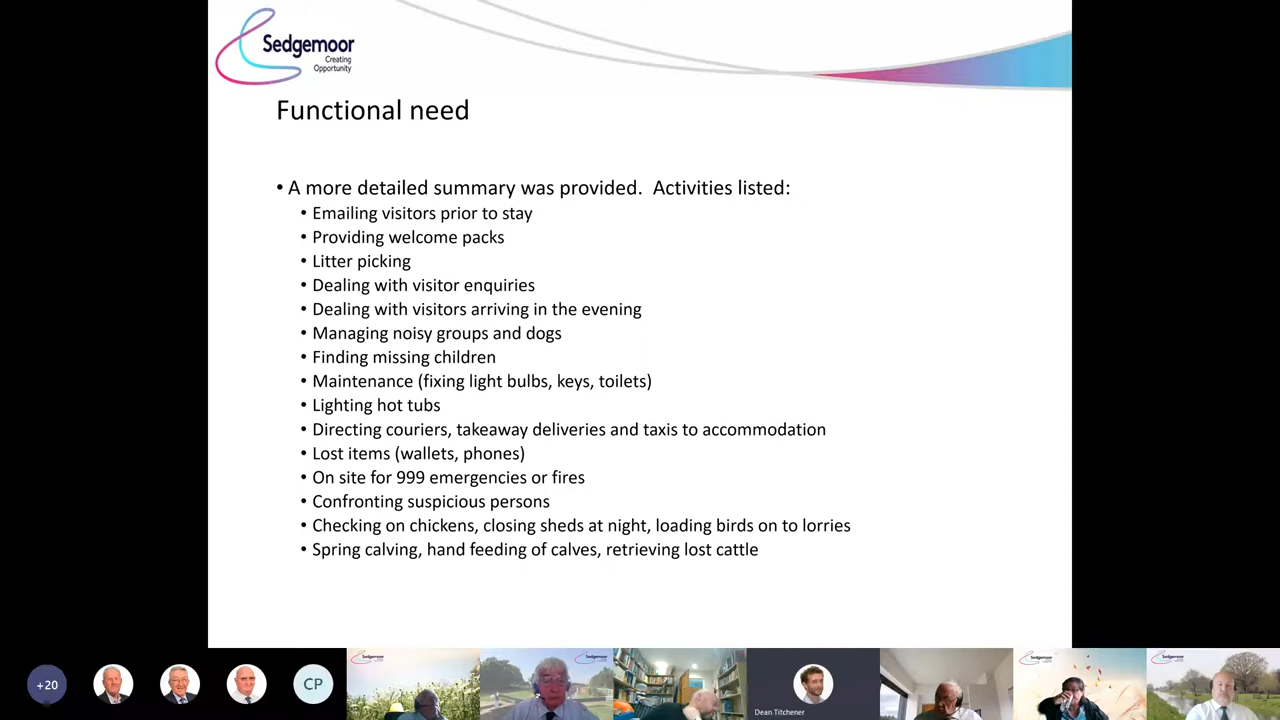 Sedgemoor
Creating
Opportunity
Functional need
• A more detailed summary was provided. Activities listed:
• Emailing visitors prior to stay
• Providing welcome packs
• Litter picking
• Dealing with visitor enquiries
• Dealing with visitors arriving in the evening
• Managing noisy groups and dogs
• Finding missing children
• Maintenance (fixing light bulbs, keys, toilets)
• Lighting hot tubs
• Directing couriers, takeaway deliveries and taxis to accommodation
• Lost items (wallets, phones)
• On site for 999 emergencies or fires
• Confronting suspicious persons
• Checking on chickens, closing sheds at night, loading birds on to lorries
• Spring calving, hand feeding of calves, retrieving lost cattle
+20
CP
Sedgemoor
Sedgemoor
Dean Titchener
Sedgemoor
Sedgemoor